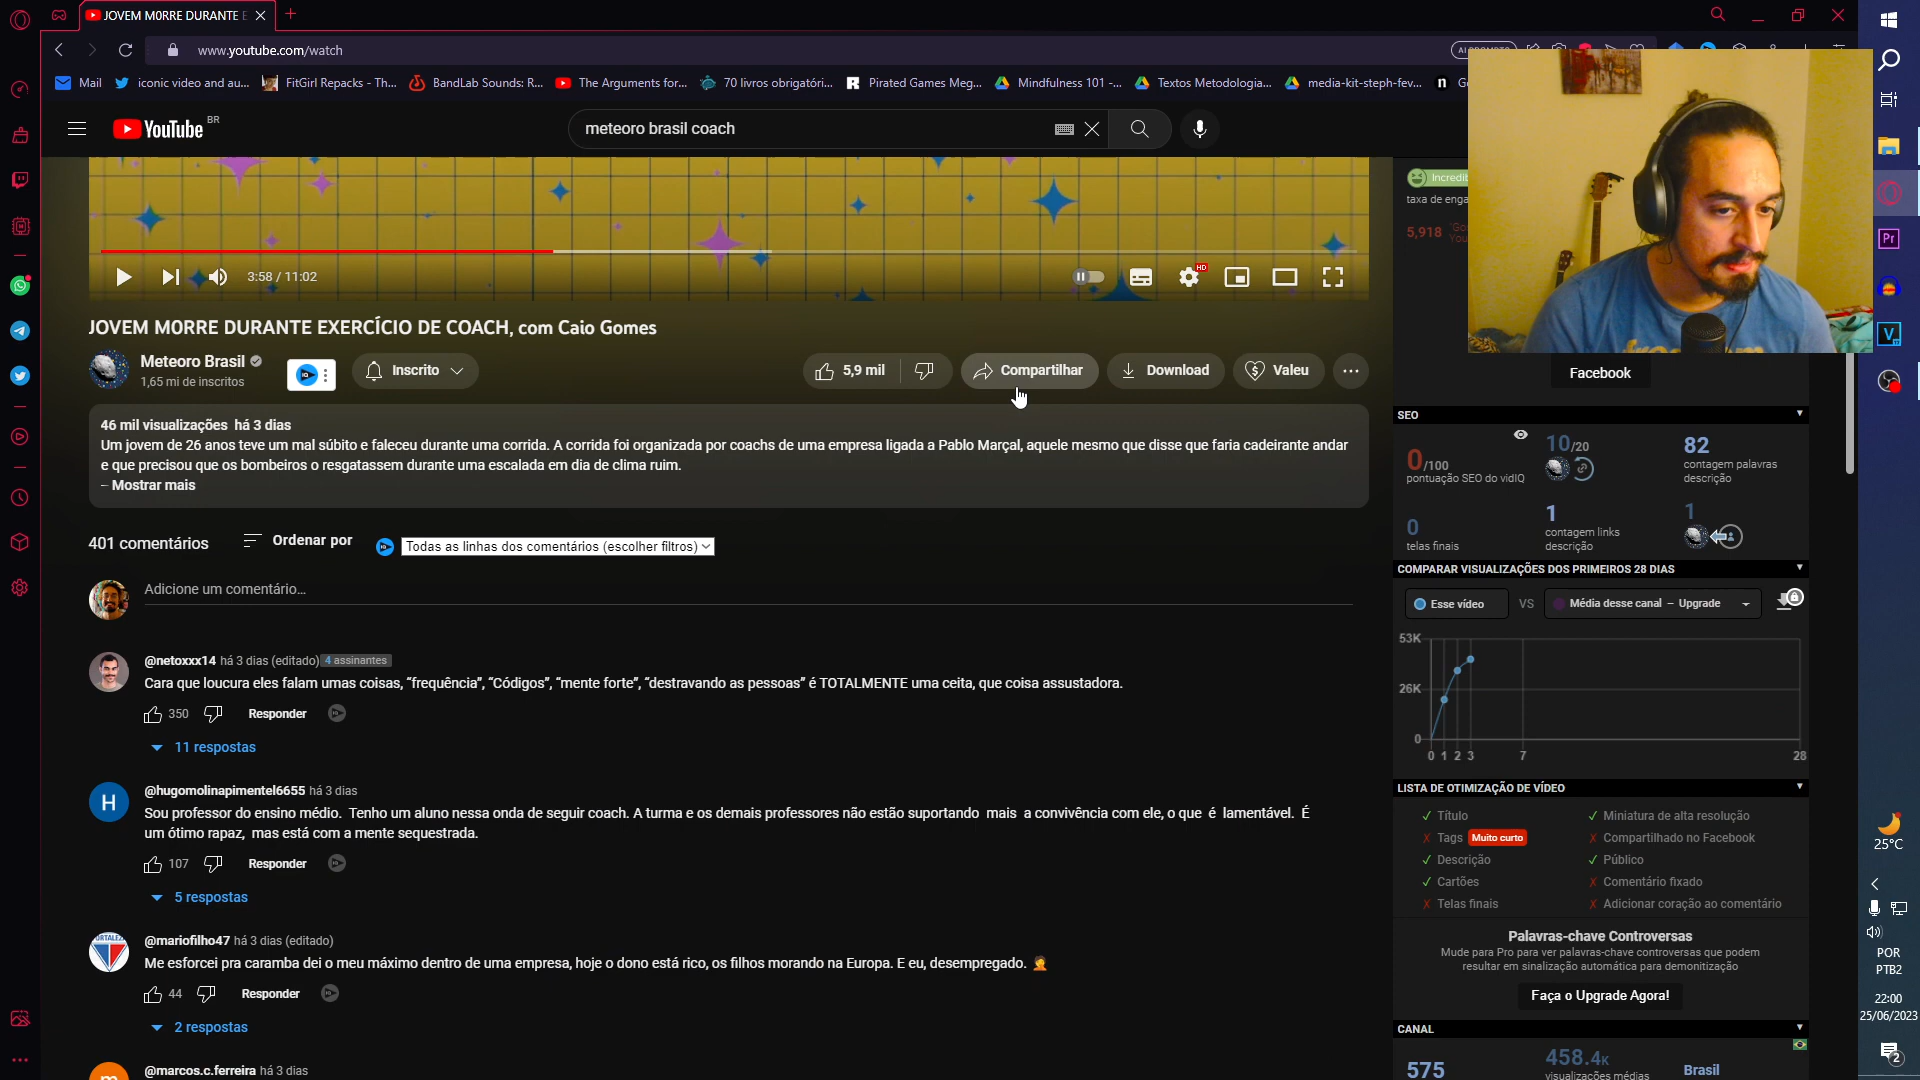 JOVEM M0RRE DURANTE E
www.youtube.com/watch
Mail
iconic video and au...
FitGirl Repacks - Th...
BandLab Sounds: R...
The Arguments for...
70 livros obrigatóri...
Pirated Games Meg...
Mindfulness 101 -...
Textos Metodologia...
media-kit-steph-fev...
YouTube BR
meteoro brasil coach
3:58 / 11:02
HD
JOVEM M0RRE DURANTE EXERCÍCIO DE COACH, com Caio Gomes
Meteoro Brasil
1,65 mi de inscritos
Inscrito
5,9 mil
Compartilhar
Download
Valeu
46 mil visualizações há 3 dias
Um jovem de 26 anos teve um mal súbito e faleceu durante uma corrida. A corrida foi organizada por coachs de uma empresa ligada a Pablo Marçal, aquele mesmo que disse que faria cadeirante andar
e que precisou que os bombeiros o resgatassem durante uma escalada em dia de clima ruim.
– Mostrar mais
401 comentários
Ordenar por
Todas as linhas dos comentários (escolher filtros)
Adicione um comentário...
@netoxxx14 há 3 dias (editado) 4 assinantes
Cara que loucura eles falam umas coisas, “frequência”, “Códigos”, “mente forte”, “destravando as pessoas” é TOTALMENTE uma ceita, que coisa assustadora.
350
Responder
11 respostas
H
@hugomolinapimentel6655 há 3 dias
Sou professor do ensino médio. Tenho um aluno nessa onda de seguir coach. A turma e os demais professores não estão suportando mais a convivência com ele, o que é lamentável. É
um ótimo rapaz, mas está com a mente sequestrada.
107
Responder
5 respostas
@mariofilho47 há 3 dias (editado)
Me esforcei pra caramba dei o meu máximo dentro de uma empresa, hoje o dono está rico, os filhos morando na Europa. E eu, desempregado.
44
Responder
2 respostas
@marcos.c.ferreira há 3 dias
taxa de enga
5,918
Facebook
SEO
0/100
pontuação SEO do vidIQ
10/20
82
contagem palavras
descrição
0
telas finais
1
contagem links
descrição
1
COMPARAR VISUALIZAÇÕES DOS PRIMEIROS 28 DIAS
Esse vídeo
VS
Média desse canal – Upgrade
53K
26K
0
0 1 2 3 7 28
LISTA DE OTIMIZAÇÃO DE VÍDEO
Título
Tags Muito curto
Descrição
Cartões
Telas finais
Miniatura de alta resolução
Compartilhado no Facebook
Público
Comentário fixado
Adicionar coração ao comentário
Palavras-chave Controversas
Mude para Pro para ver palavras-chave controversas que podem
resultar em sinalização automática para demonitização
Faça o Upgrade Agora!
CANAL
575
458.4K
visualizações médias
Brasil
Pr
V
25°C
POR
PTB2
22:00
25/06/2023
2